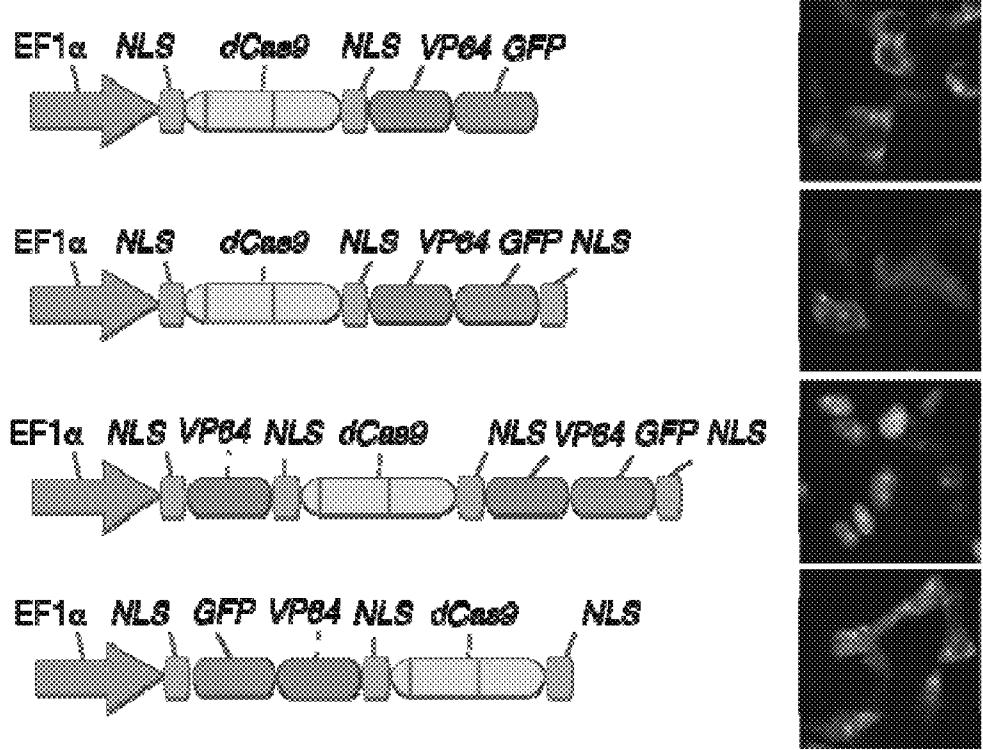 EF1α NLS dCas9 NLS VP64 GFP
EF1α NLS dCas9 NLS VP64 GFP NLS
EF1α NLS VP64 NLS dCas9 NLS VP64 GFP NLS
EF1α NLS GFP VP64 NLS dCas9 NLS